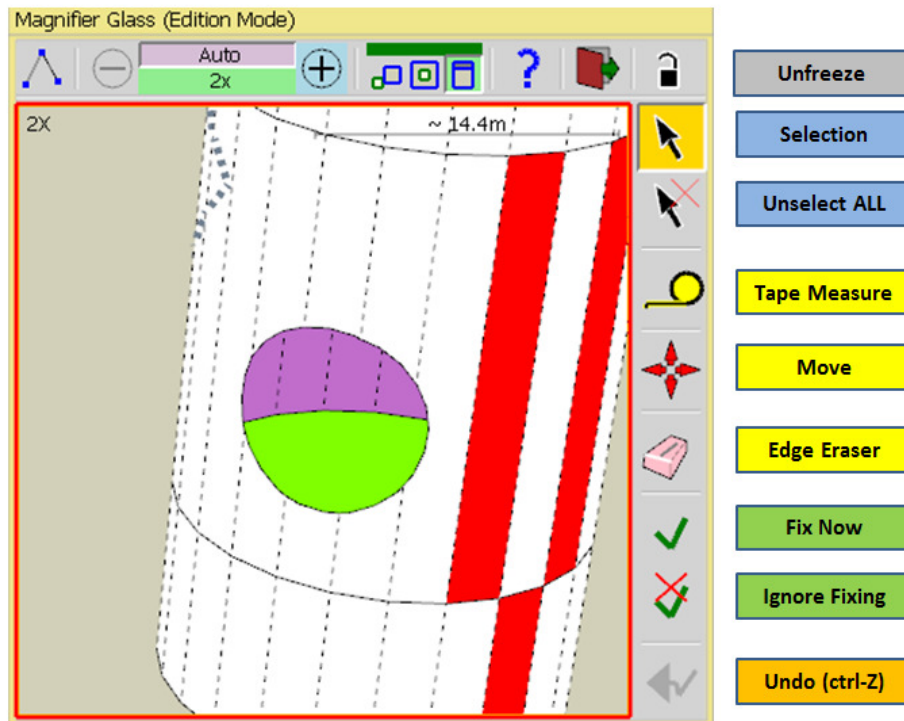 Magnifier Glass (Edition Mode)
Auto
2x
?
2X
~ 14.4m
Unfreeze
Selection
Unselect ALL
Tape Measure
Move
Edge Eraser
Fix Now
Ignore Fixing
Undo (ctrl-Z)